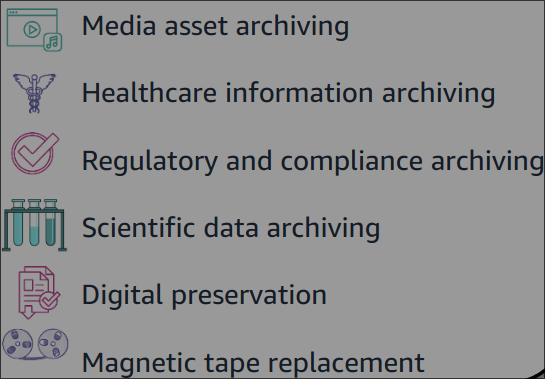 Media asset archiving
Healthcare information archiving
Regulatory and compliance archiving
Scientific data archiving
Digital preservation
Magnetic tape replacement